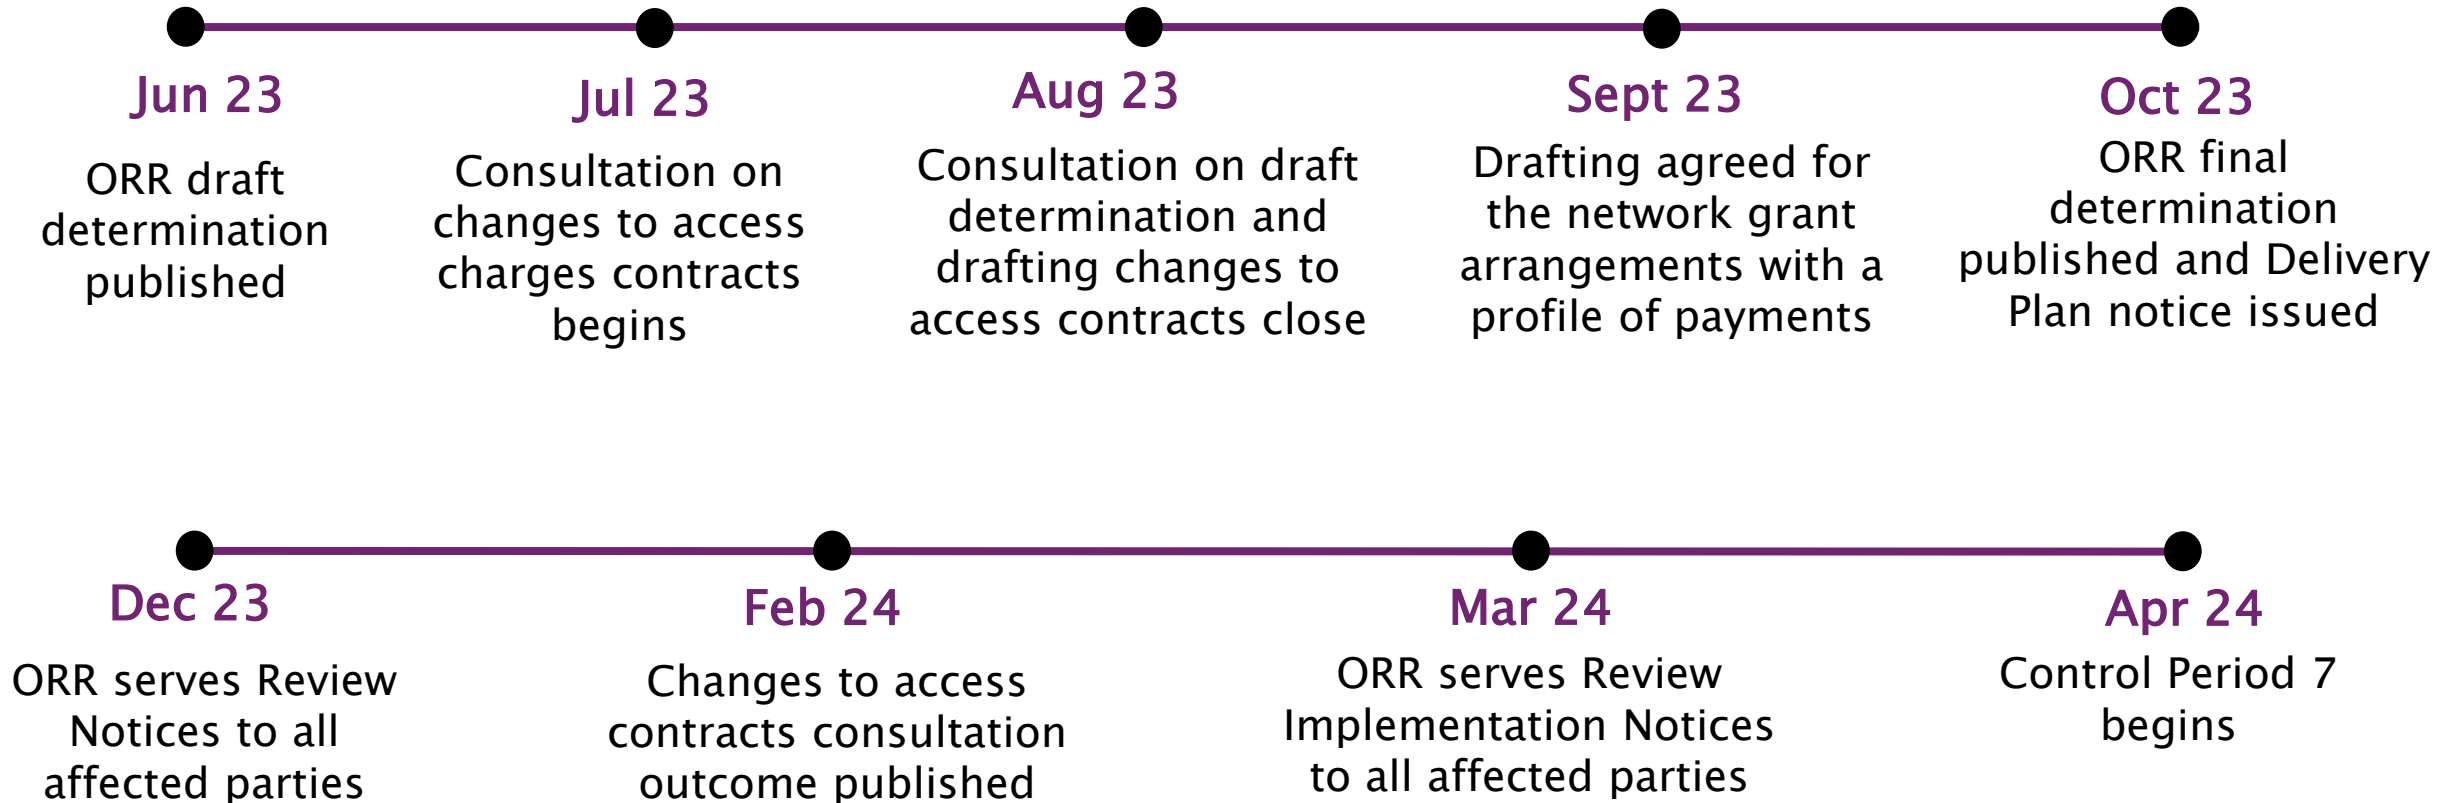 Jun 23
ORR draft
determination
published
Jul 23
Consultation on
changes to access
charges contracts
begins
Aug 23
Consultation on draft
determination and
drafting changes to
access contracts close
Sept 23
Drafting agreed for
the network grant
arrangements with a
profile of payments
Oct 23
ORR final
determination
published and Delivery
Plan notice issued
Dec 23
ORR serves Review
Notices to all
affected parties
Feb 24
Changes to access
contracts consultation
outcome published
Mar 24
ORR serves Review
Implementation Notices
to all affected parties
Apr 24
Control Period 7
begins